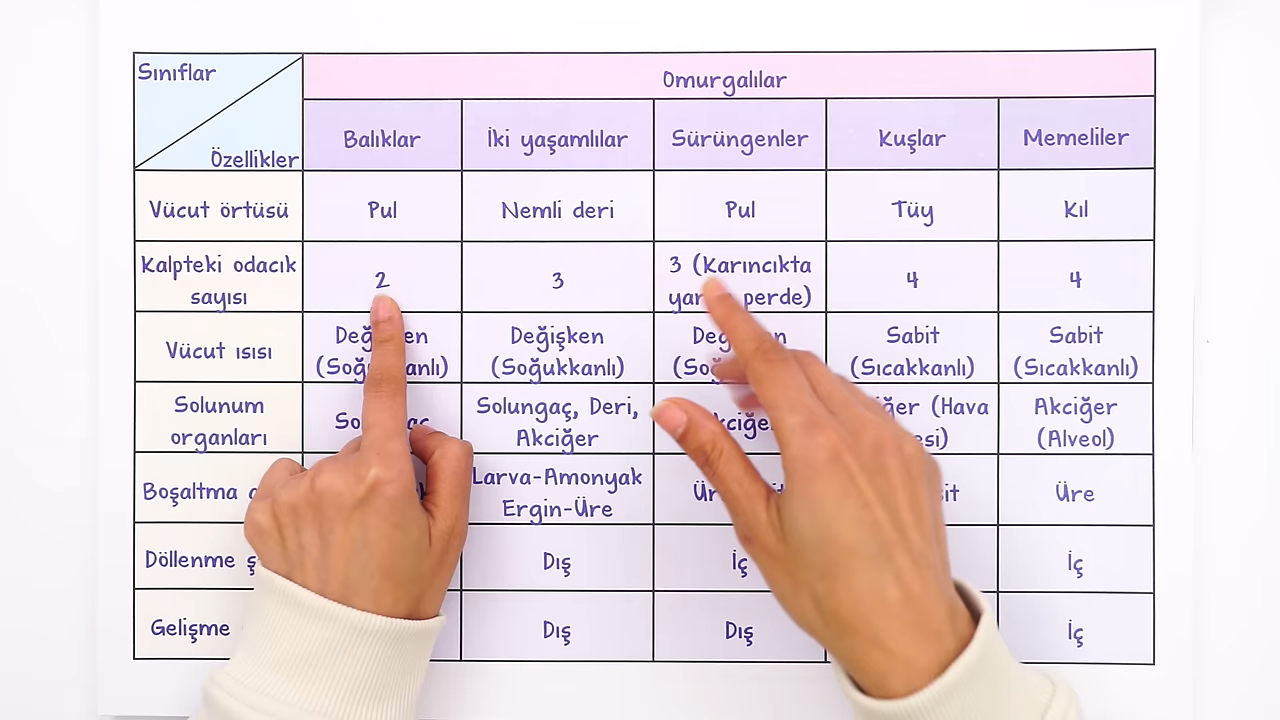 Sınıflar
Özellikler
Omurgalılar
Balıklar İki yaşamlılar Sürüngenler Kuşlar Memeliler
Vücut örtüsü Pul Nemli deri Pul Tüy Kıl
Kalpteki odacık sayısı 2 3 3 (Karıncıkta perde) 4 4
Vücut ısısı Değişken (Soğukkanlı) Sabit (Sıcakkanlı) Sabit (Sıcakkanlı)
Solunum organları Solungaç, Deri, Akciğer (Hava Akciğer (Alveol)
Boşaltma Larva-Amonyak Ergin-Üre Üre
Döllenme Dış İç İç
Gelişme Dış Dış İç